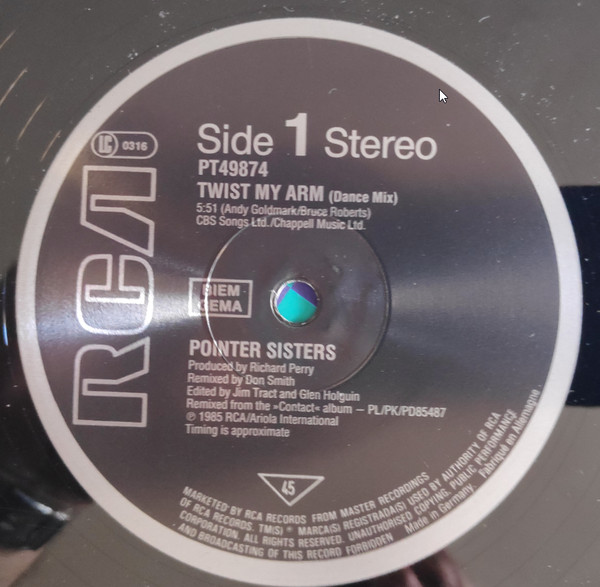 LC 0316
RCA
Side 1 Stereo
PT49874
TWIST MY ARM (Dance Mix)
5:51 (Andy Goldmark/Bruce Roberts)
CBS Songs Ltd./Chappell Music Ltd.
BIEM
GEMA
POINTER SISTERS
Produced by Richard Perry
Remixed by Don Smith
Edited by Jim Tract and Glen Holguin
Remixed from the »Contact« album – PL/PK/PD85487
℗ 1985 RCA/Ariola International
Timing is approximate
45
MARKETED BY RCA RECORDS FROM MASTER RECORDINGS
OF RCA RECORDS. TM(S) ® MARCA(S) REGISTRADA(S) USED BY AUTHORITY OF RCA
CORPORATION. ALL RIGHTS RESERVED. UNAUTHORISED COPYING, PUBLIC PERFORMANCE
AND BROADCASTING OF THIS RECORD FORBIDDEN Made in Germany Fabriqué en Allemagne